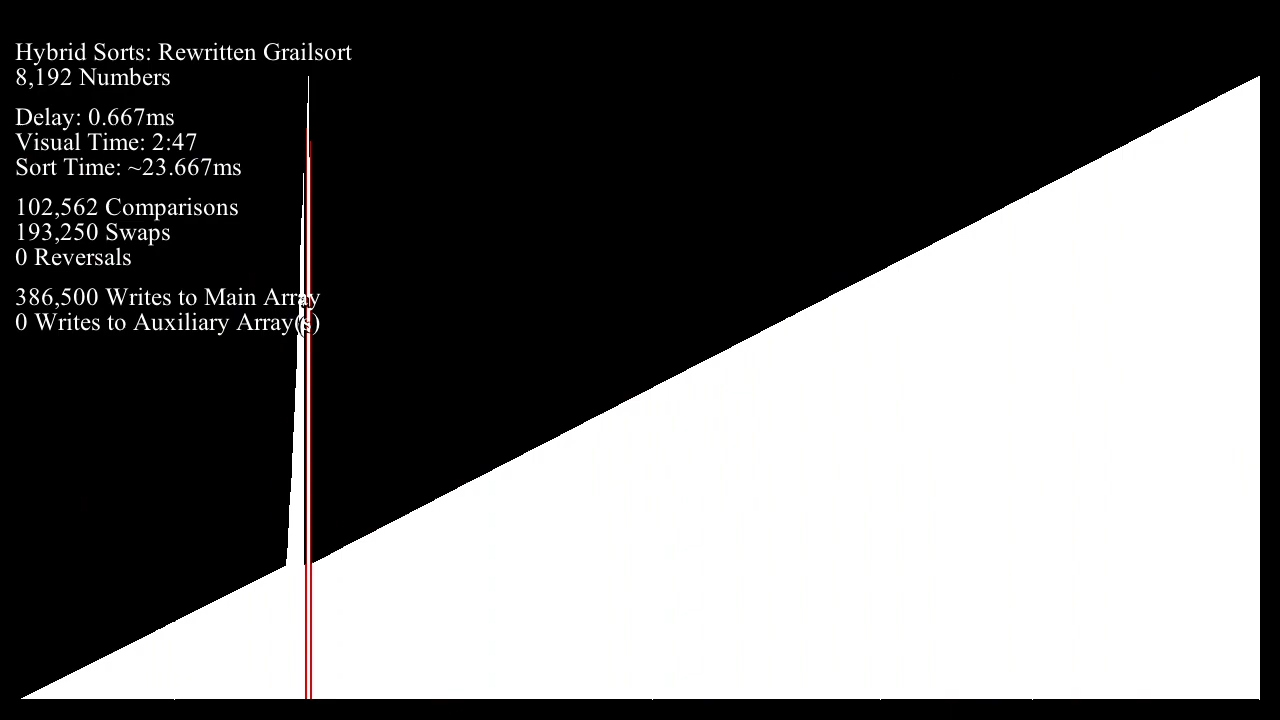 Hybrid Sorts: Rewritten Grailsort
8,192 Numbers
Delay: 0.667ms
Visual Time: 2:47
Sort Time: ~23.667ms
102,562 Comparisons
193,250 Swaps
0 Reversals
386,500 Writes to Main Array
0 Writes to Auxiliary Array(s)